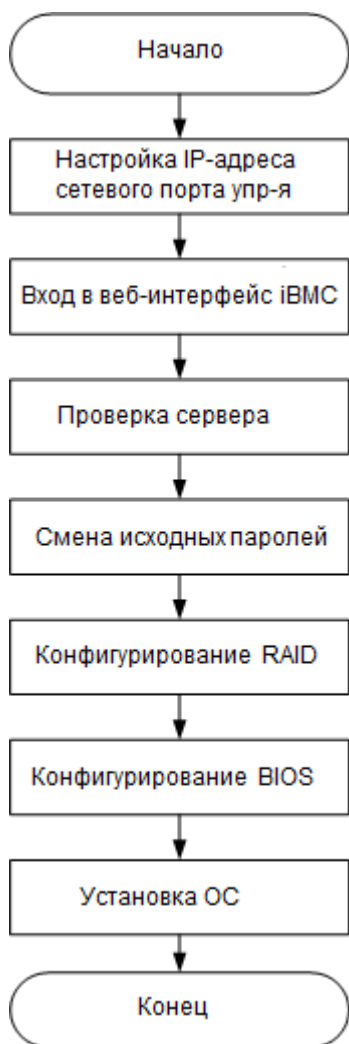 Начало
Настройка IP-адреса
сетевого порта упр-я
Вход в веб-интерфейс iBMC
Проверка сервера
Смена исходных паролей
Конфигурирование RAID
Конфигурирование BIOS
Установка ОС
Конец